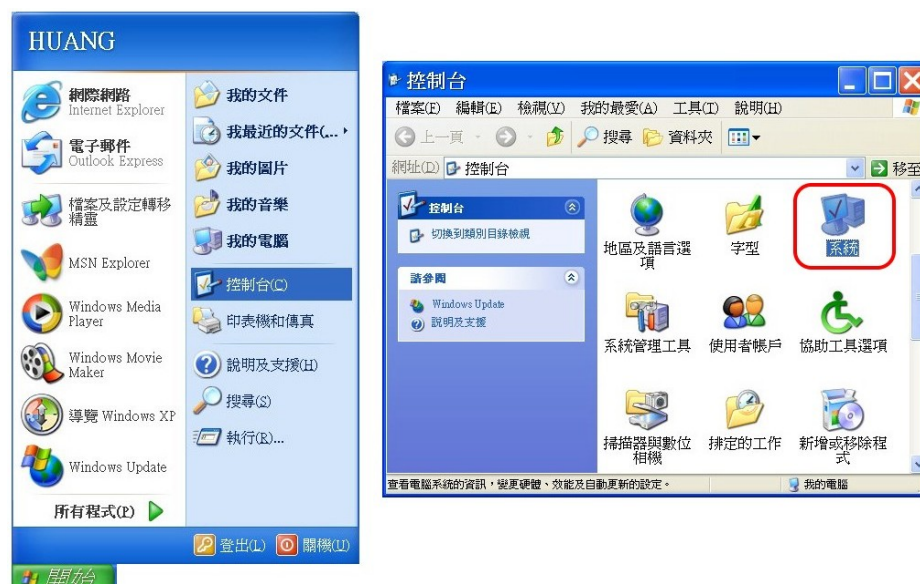 HUANG
網際網路
Internet Explorer
電子郵件
Outlook Express
檔案及設定轉移
精靈
MSN Explorer
Windows Media
Player
Windows Movie
Maker
導覽 Windows XP
Windows Update
所有程式(P)
我的文件
我最近的文件(...
我的圖片
我的音樂
我的電腦
控制台(C)
印表機和傳真
說明及支援(H)
搜尋(S)
執行(R)...
登出(L)
關機(U)
開始
控制台
檔案(F) 編輯(E) 檢視(V) 我的最愛(A) 工具(T) 說明(H)
上一頁 搜尋 資料夾
網址(D) 控制台 移至
控制台
切換到類別目錄檢視
請參閱
Windows Update
說明及支援
地區及語言選
項
字型
系統
系統管理工具
使用者帳戶
協助工具選項
掃描器與數位
相機
排定的工作
新增或移除程
式
查看電腦系統的資訊,變更硬體、效能及自動更新的設定。
我的電腦